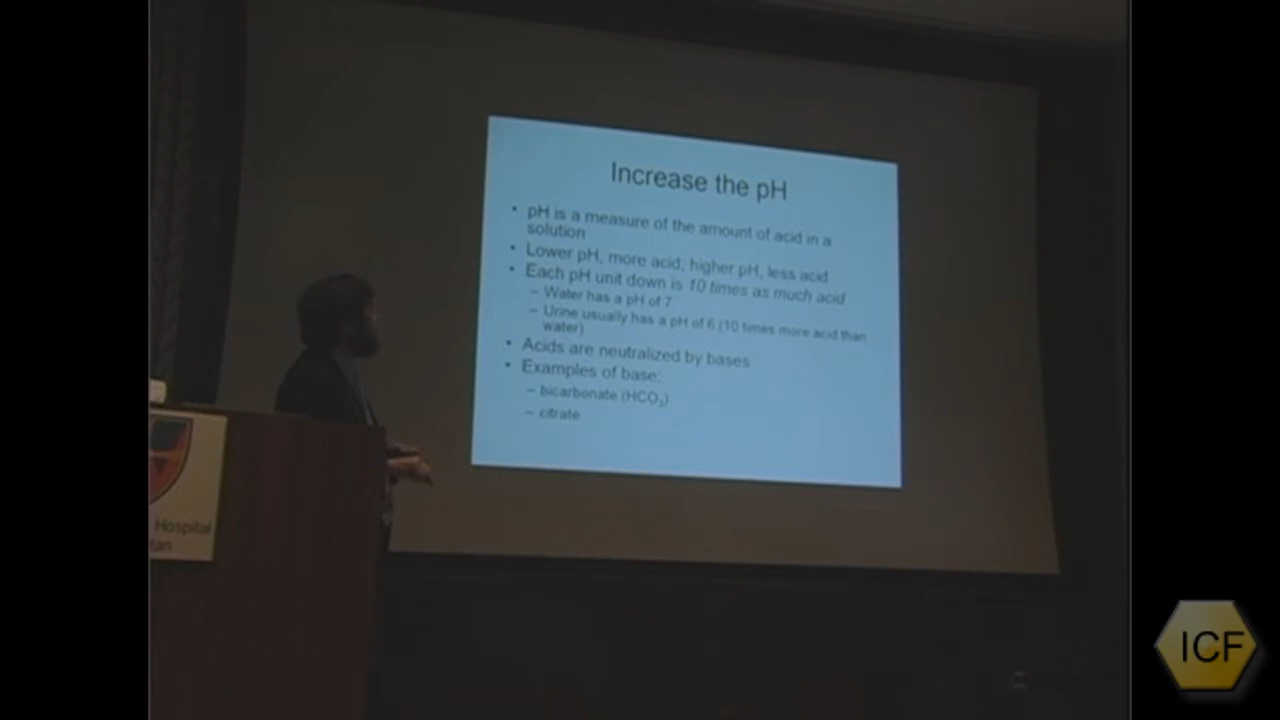 Increase the pH
• pH is a measure of the amount of acid in a
solution
• Lower pH, more acid; higher pH, less acid
• Each pH unit down is 10 times as much acid
– Water has a pH of 7
– Urine usually has a pH of 6 (10 times more acid than
water)
• Acids are neutralized by bases
• Examples of base:
– bicarbonate (HCO3)
– citrate
Hospital
tan
ICF